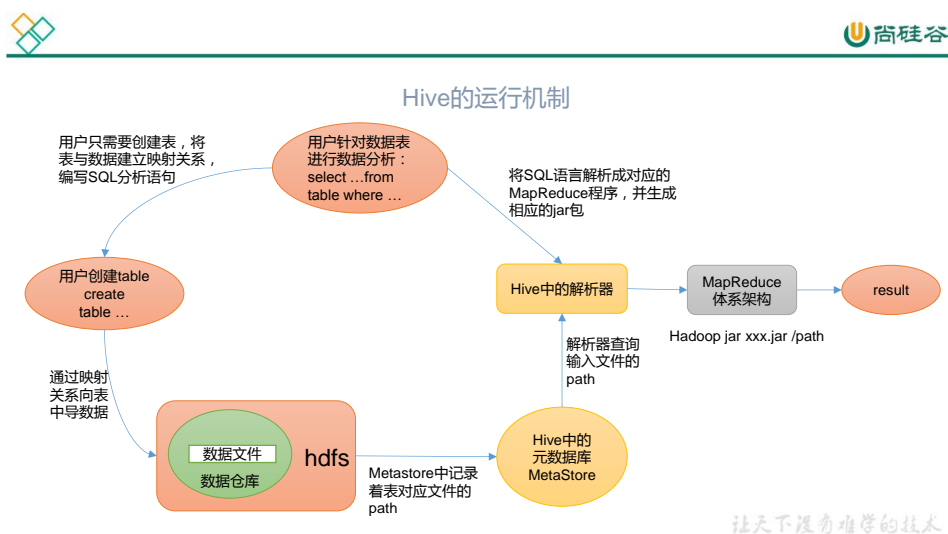 尚硅谷
Hive的运行机制
用户只需要创建表，将
表与数据建立映射关系，
编写SQL分析语句
用户针对数据表
进行数据分析：
select …from
table where …
将SQL语言解析成对应的
MapReduce程序，并生成
相应的jar包
用户创建table
create
table …
Hive中的解析器
MapReduce
体系架构
result
Hadoop jar xxx.jar /path
解析器查询
输入文件的
path
通过映射
关系向表
中导数据
数据文件
数据仓库
hdfs
Metastore中记录
着表对应文件的
path
Hive中的
元数据库
MetaStore
让天下没有难学的技术